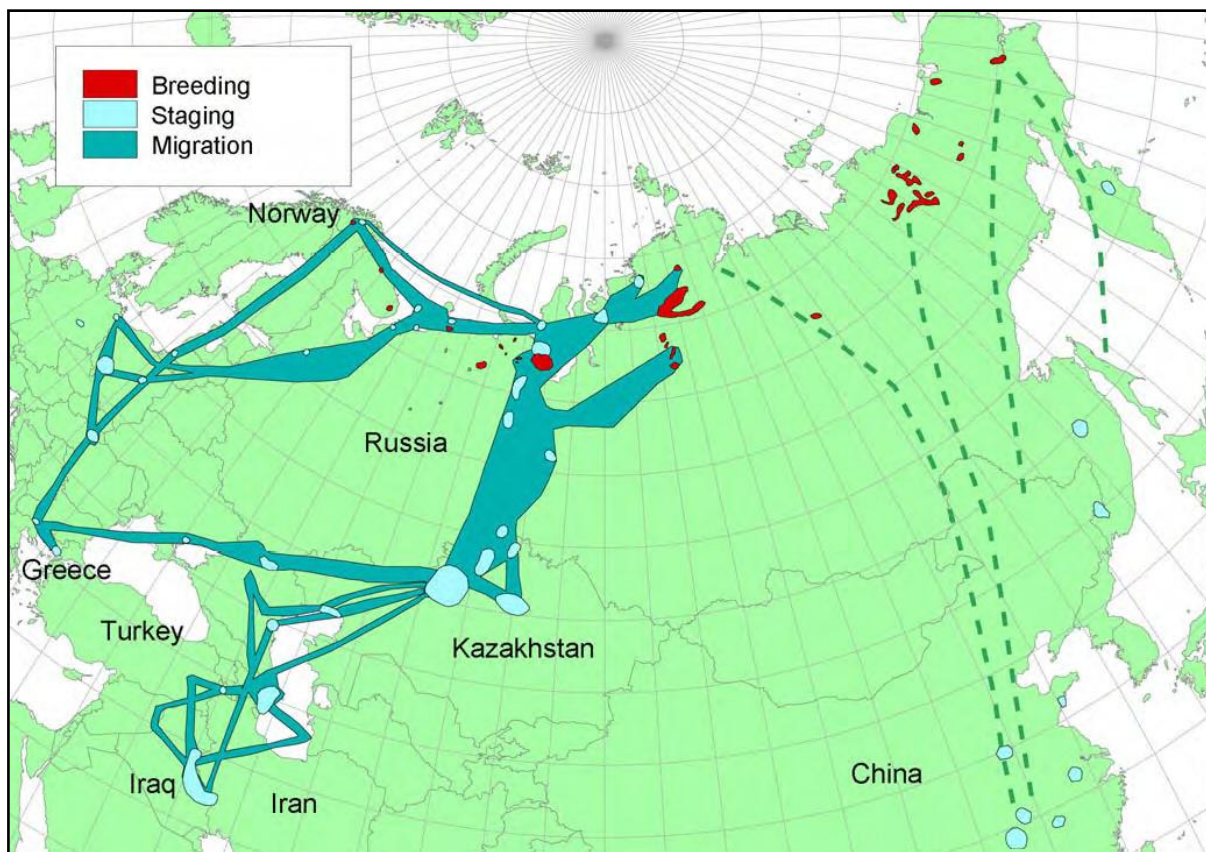 Breeding
Staging
Migration
Norway
Russia
Greece
Turkey
Kazakhstan
Iraq
Iran
China